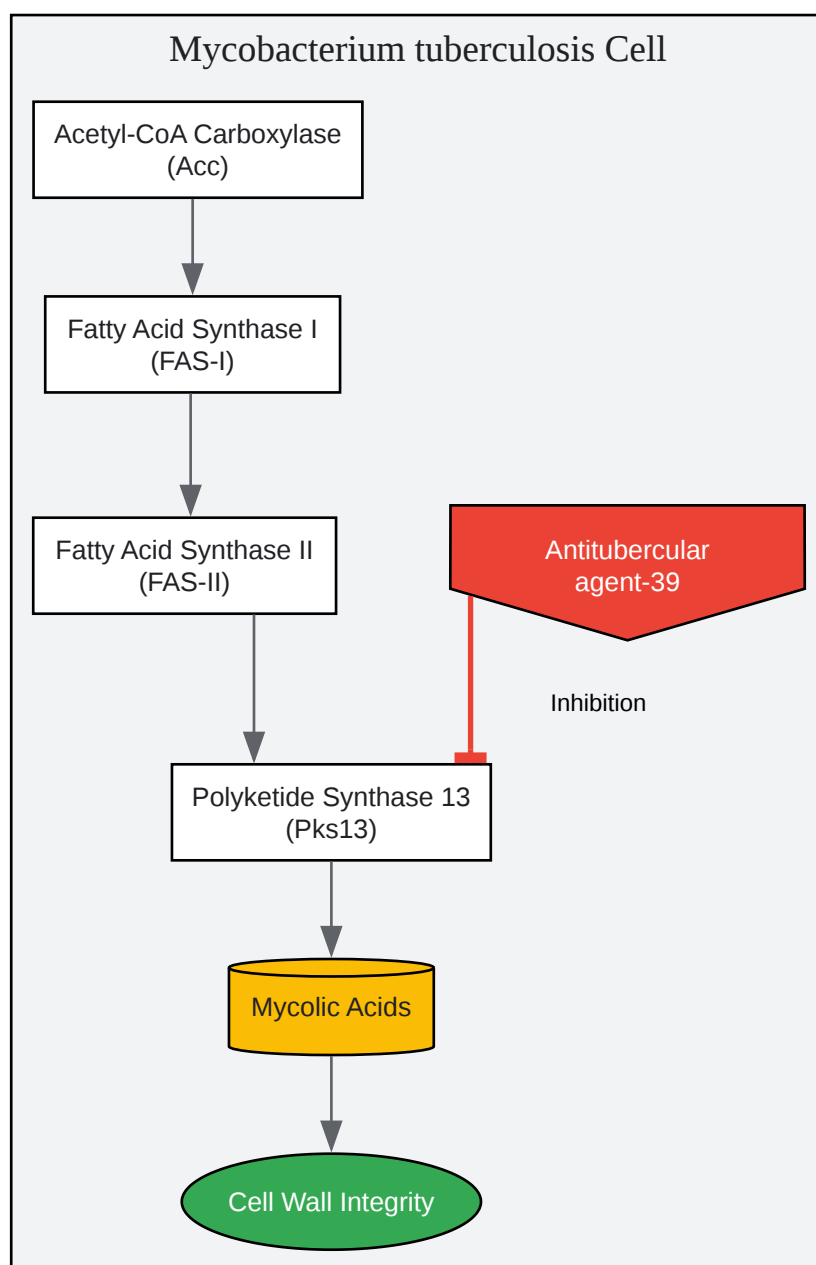 Mycobacterium tuberculosis Cell
Acetyl-CoA Carboxylase
(Acc)
Fatty Acid Synthase I
(FAS-I)
Fatty Acid Synthase II
(FAS-II)
Antitubercular
agent-39
Inhibition
Polyketide Synthase 13
(Pks13)
Mycolic Acids
Cell Wall Integrity